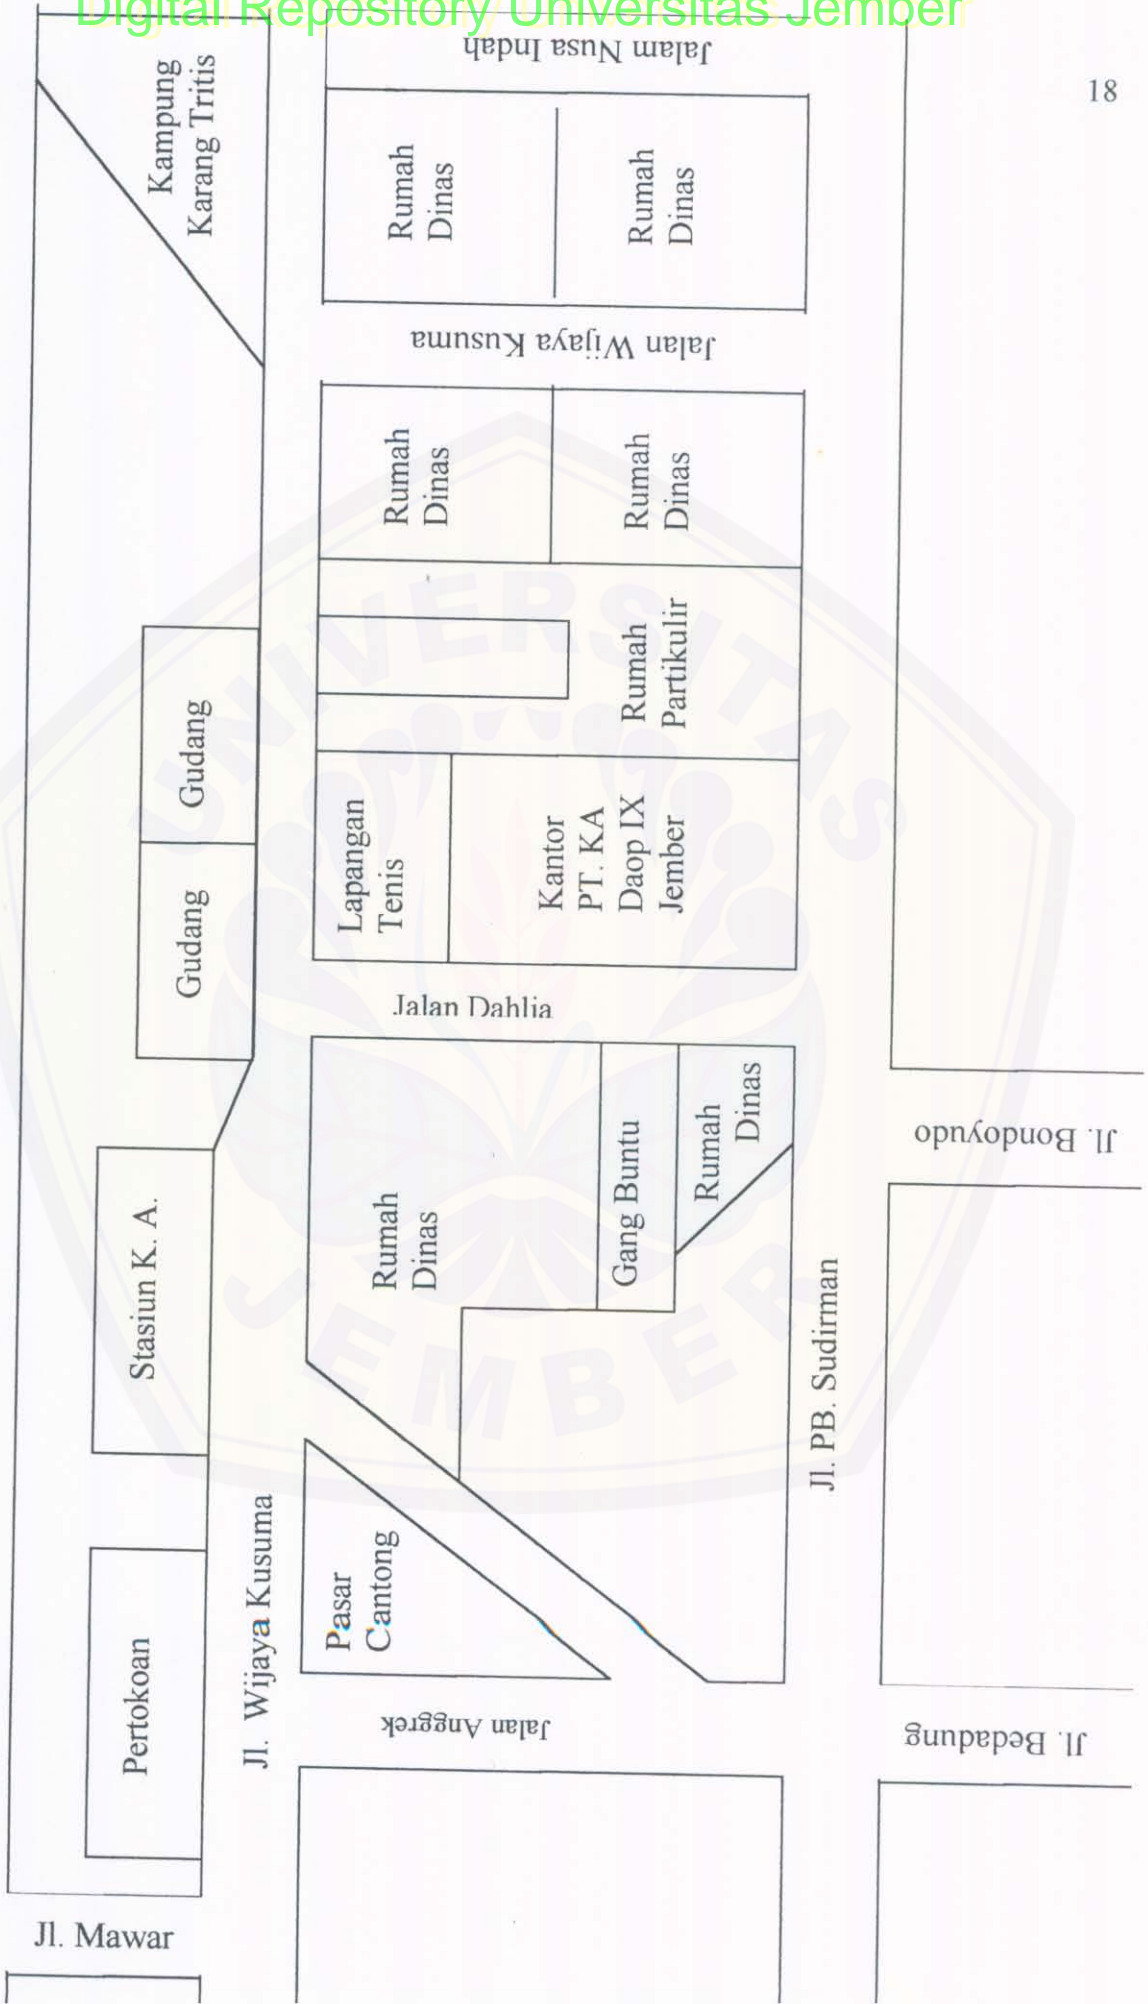 Digital Repository Universitas Jember
18
Jalam Nusa Indah
Kampung
Karang Tritis
Rumah
Dinas
Rumah
Dinas
Jalan Wijaya Kusuma
Rumah
Dinas
Rumah
Dinas
Gudang
Gudang
Rumah
Partikulir
Lapangan
Tenis
Kantor
PT. KA
Daop IX
Jember
Jalan Dahlia
Stasiun K. A.
Rumah
Dinas
Gang Buntu
Rumah
Dinas
Jl. Bondoyudo
Jl. PB. Sudirman
Pertokoan
Jl. Wijaya Kusuma
Pasar
Cantong
Jalan Anggrek
Jl. Bedadung
Jl. Mawar
UNIVERSITAS
JEMBER